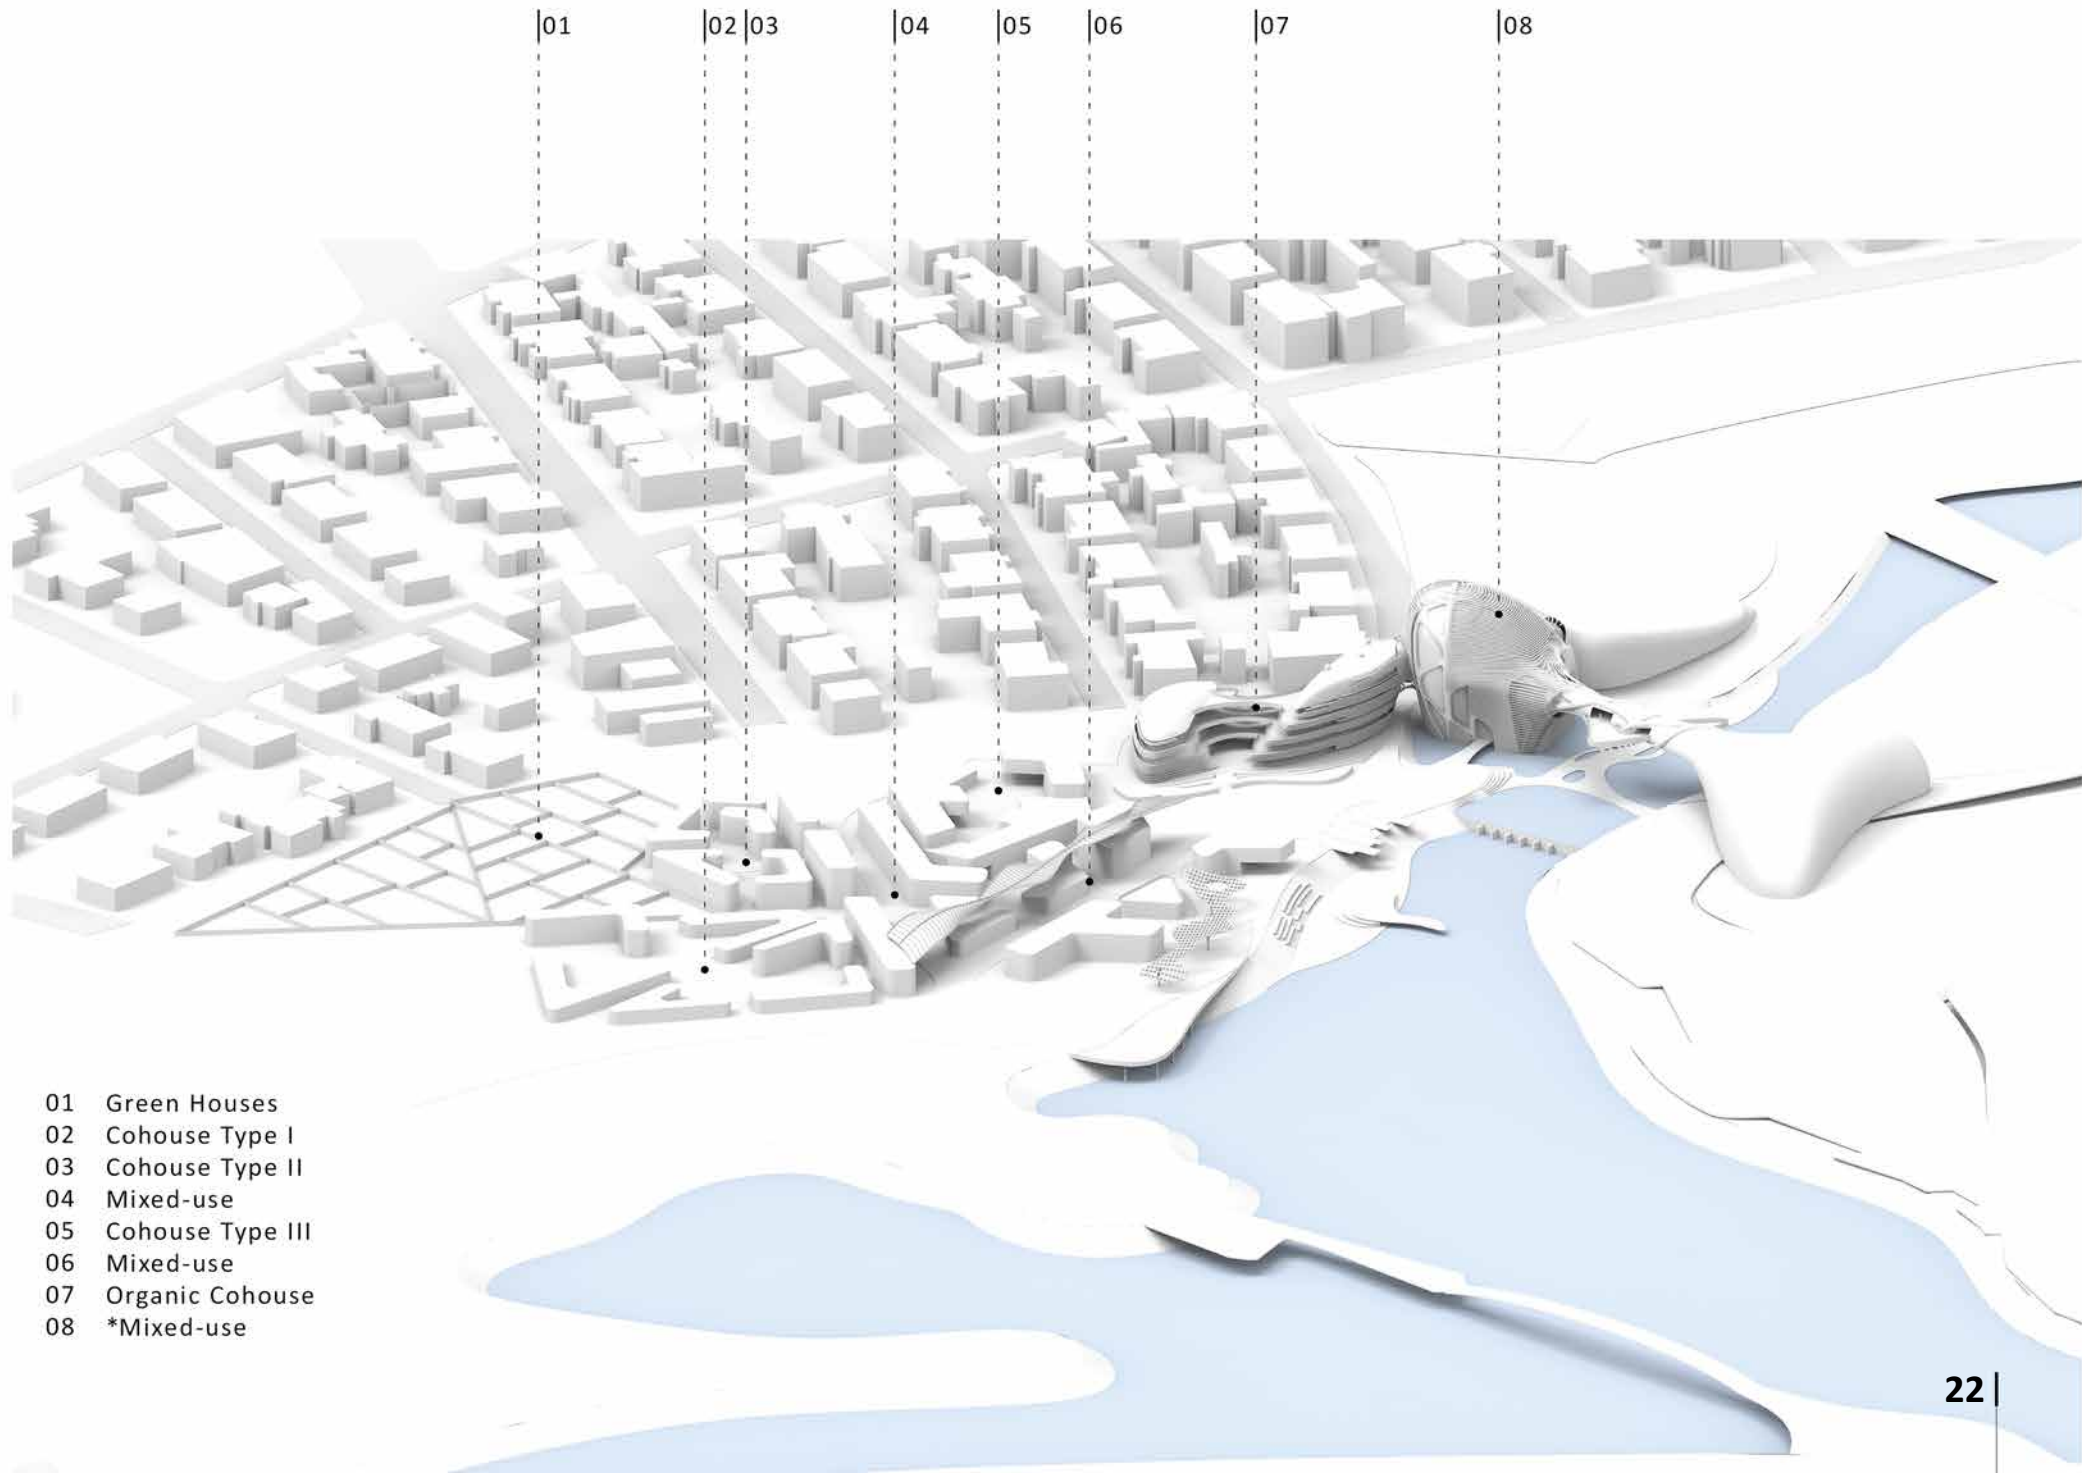 |01 |02 |03 |04 |05 |06 |07 |08
01 Green Houses
02 Cohouse Type I
03 Cohouse Type II
04 Mixed-use
05 Cohouse Type III
06 Mixed-use
07 Organic Cohouse
08 *Mixed-use
22|